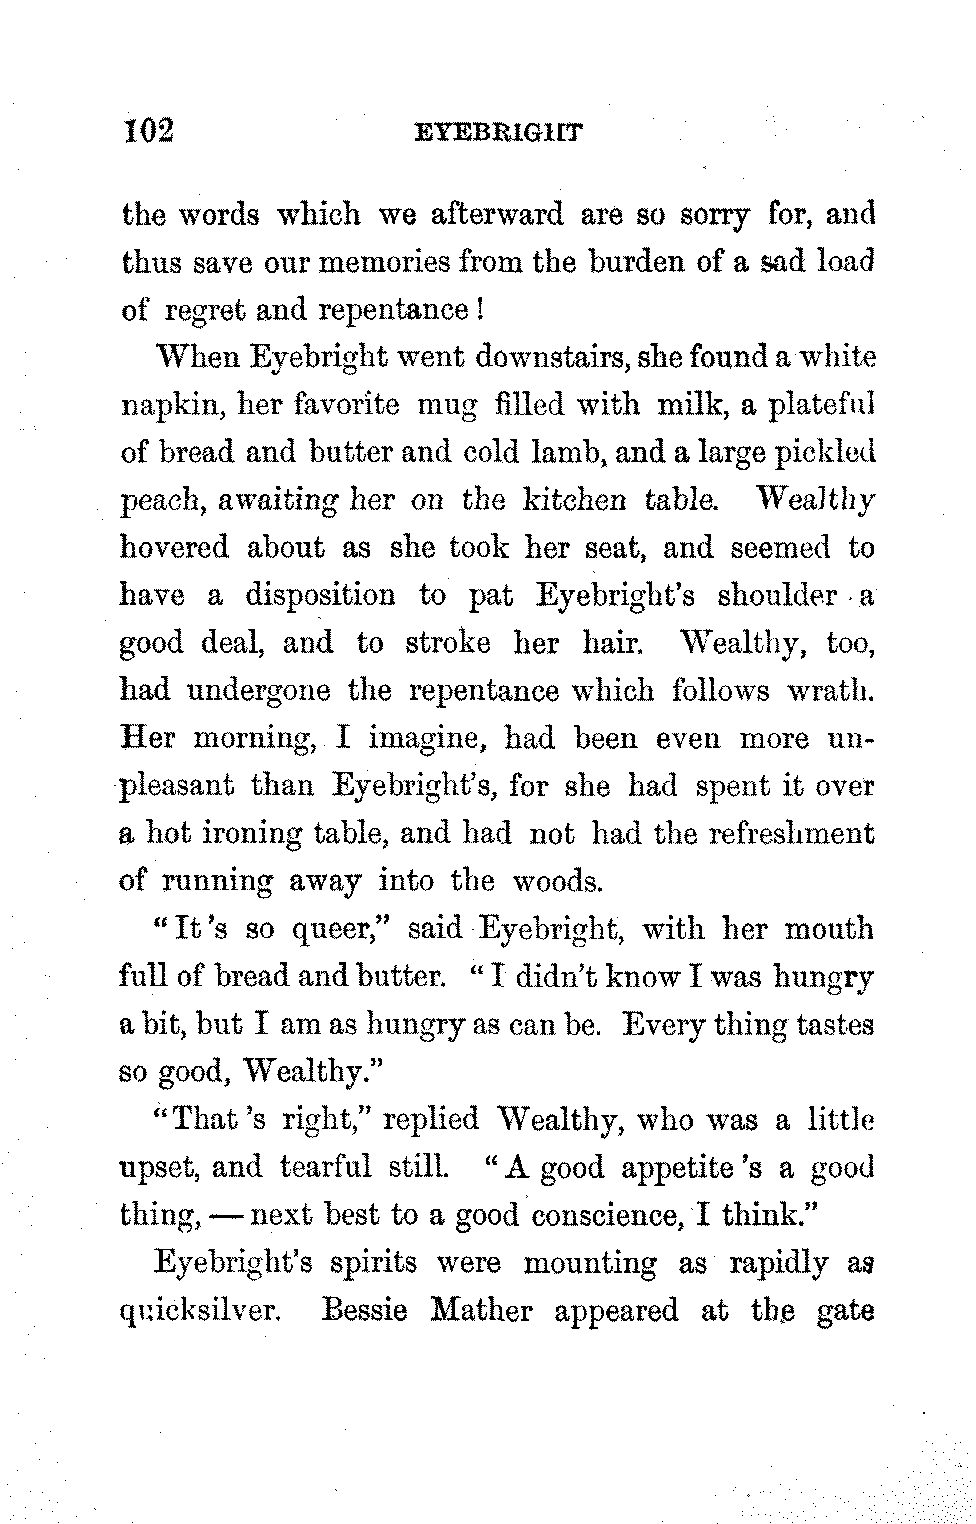 102 EYEBRIGHT
the words which we afterward are so sorry for, and
thus save our memories from the burden of a sad load
of regret and repentance!
When Eyebright went downstairs, she found a white
napkin, her favorite mug filled with milk, a plateful
of bread and butter and cold lamb, and a large pickled
peach, awaiting her on the kitchen table. Wealthy
hovered about as she took her seat, and seemed to
have a disposition to pat Eyebright's shoulder a
good deal, and to stroke her hair. Wealthy, too,
had undergone the repentance which follows wrath.
Her morning, I imagine, had been even more un-
pleasant than Eyebright's, for she had spent it over
a hot ironing table, and had not had the refreshment
of running away into the woods.
"It's so queer," said Eyebright, with her mouth
full of bread and butter. "I didn't know I was hungry
a bit, but I am as hungry as can be. Every thing tastes
so good, Wealthy."
"That's right," replied Wealthy, who was a little
upset, and tearful still. "A good appetite's a good
thing, — next best to a good conscience, I think."
Eyebright's spirits were mounting as rapidly as
quicksilver. Bessie Mather appeared at the gate